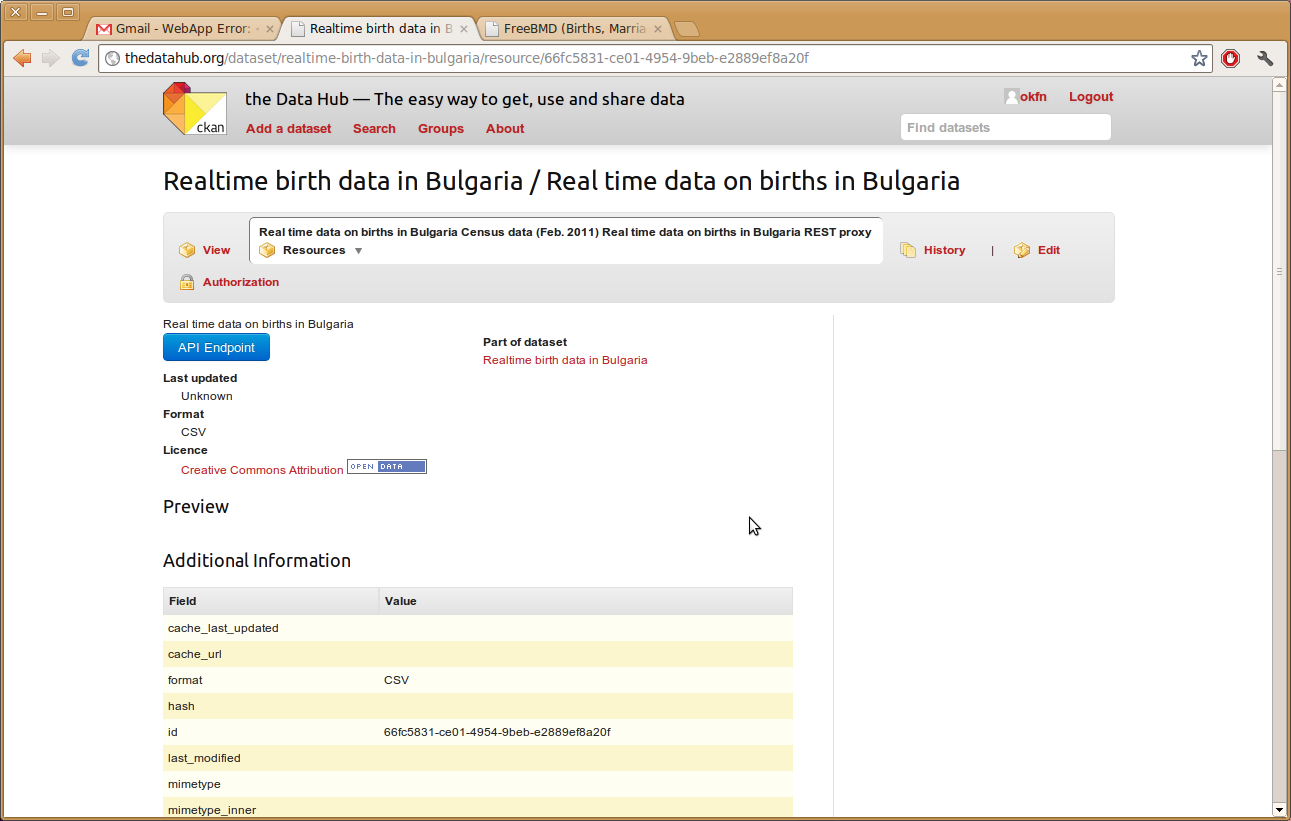 Gmail - WebApp Error:
Realtime birth data in B
FreeBMD (Births, Marria
thedatahub.org/dataset/realtime-birth-data-in-bulgaria/resource/66fc5831-ce01-4954-9beb-e2889ef8a20f
ckan
the Data Hub — The easy way to get, use and share data
okfn Logout
Add a dataset Search Groups About
Find datasets
Realtime birth data in Bulgaria / Real time data on births in Bulgaria
Real time data on births in Bulgaria Census data (Feb. 2011) Real time data on births in Bulgaria REST proxy
View Resources ▼ History | Edit
Authorization
Real time data on births in Bulgaria
API Endpoint
Part of dataset
Realtime birth data in Bulgaria
Last updated
Unknown
Format
CSV
Licence
Creative Commons Attribution OPEN DATA
Preview
Additional Information
Field Value
cache_last_updated
cache_url
format CSV
hash
id 66fc5831-ce01-4954-9beb-e2889ef8a20f
last_modified
mimetype
mimetype_inner